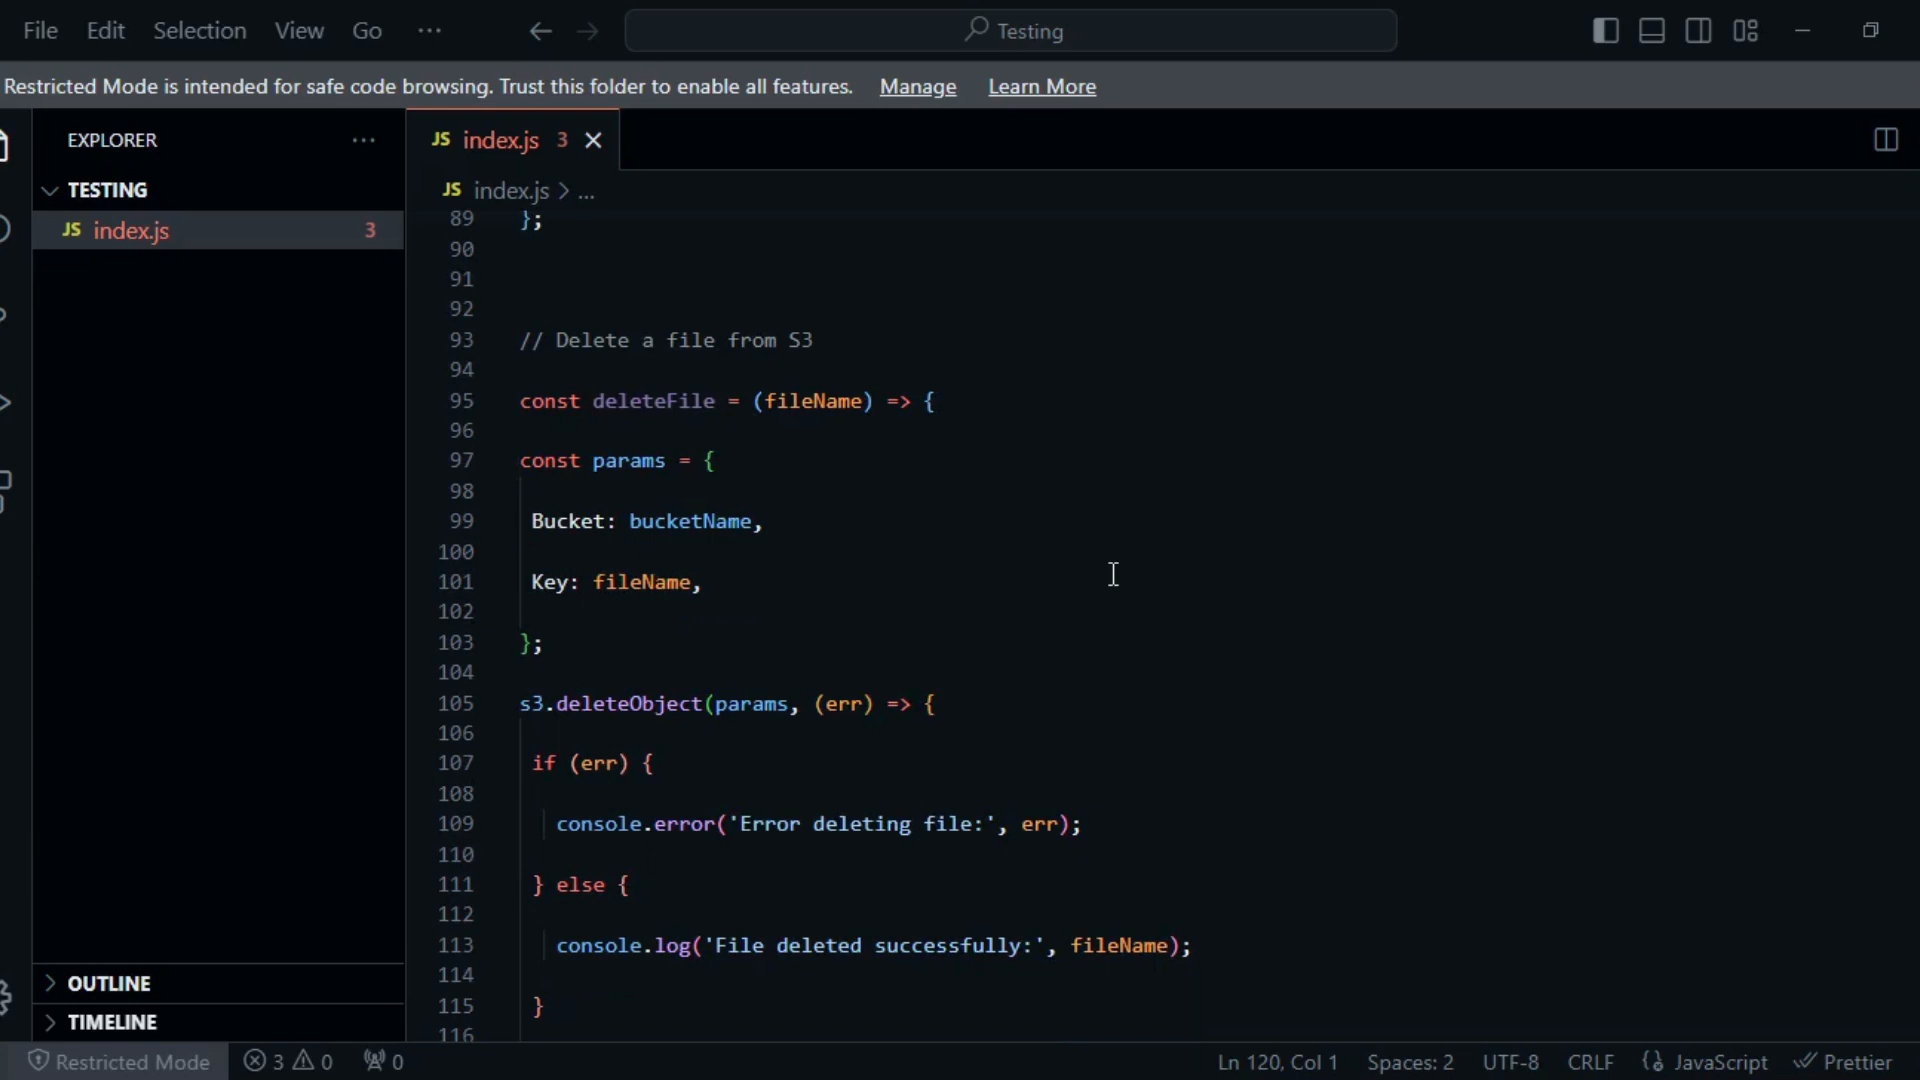 File Edit Selection View Go ···
Testing
Restricted Mode is intended for safe code browsing. Trust this folder to enable all features. Manage Learn More
EXPLORER ···
TESTING
JS index.js 3
OUTLINE
TIMELINE
JS index.js 3
JS index.js > ...
89 };
90
91
92
93 // Delete a file from S3
94
95 const deleteFile = (fileName) => {
96
97 const params = {
98
99 Bucket: bucketName,
100
101 Key: fileName,
102
103 };
104
105 s3.deleteObject(params, (err) => {
106
107 if (err) {
108
109 console.error('Error deleting file:', err);
110
111 } else {
112
113 console.log('File deleted successfully:', fileName);
114
115 }
116
Restricted Mode 3 0 0 Ln 120, Col 1 Spaces: 2 UTF-8 CRLF JavaScript Prettier